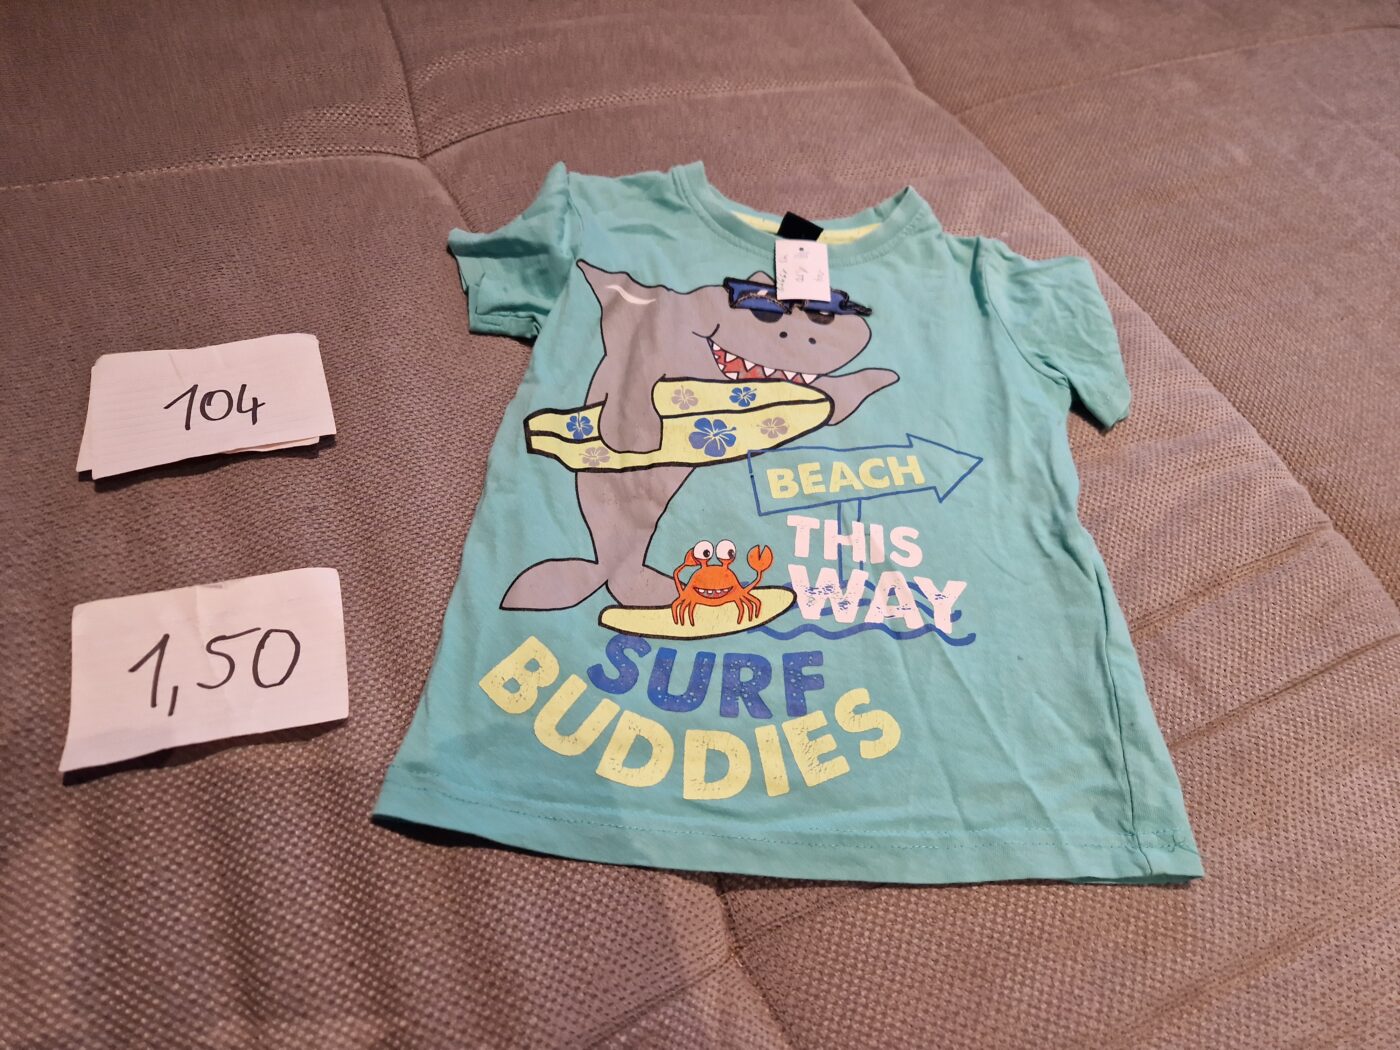 104
1,50
BEACH
THIS
WAY
SURF
BUDDIES